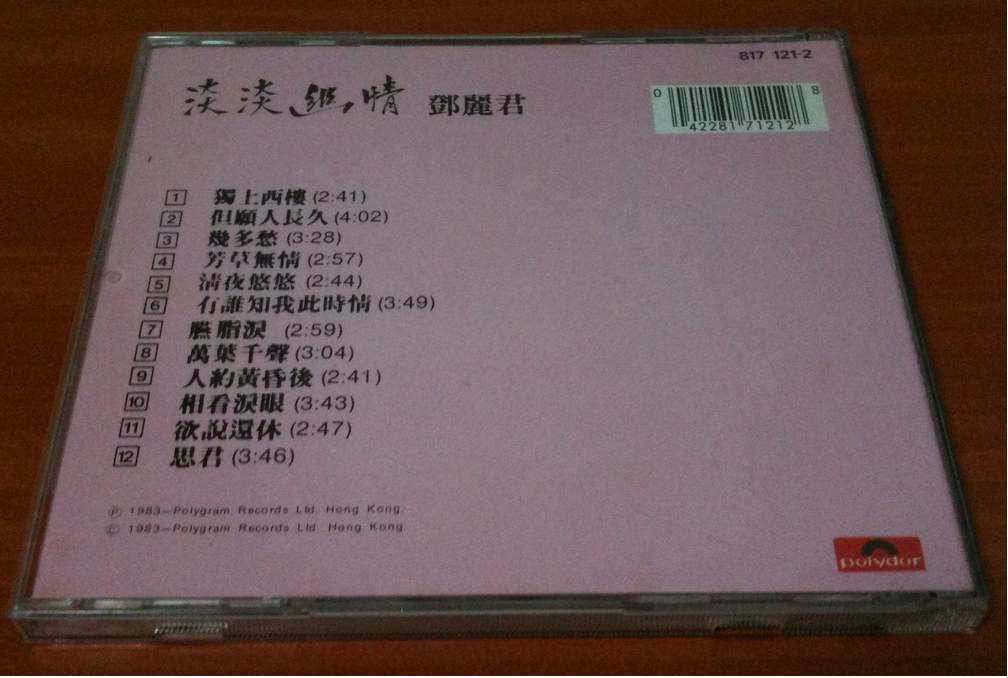 817 121-2
淡淡幽情 鄧麗君
0 42281 71212 8
1 獨上西樓 (2:41)
2 但願人長久 (4:02)
3 幾多愁 (3:28)
4 芳草無情 (2:57)
5 清夜悠悠 (2:44)
6 有誰知我此時情 (3:49)
7 臙脂淚 (2:59)
8 萬葉千聲 (3:04)
9 人約黃昏後 (2:41)
10 相看淚眼 (3:43)
11 欲說還休 (2:47)
12 思君 (3:46)
Ⓟ 1983—Polygram Records Ltd. Hong Kong
© 1983—Polygram Records Ltd. Hong Kong
polydor